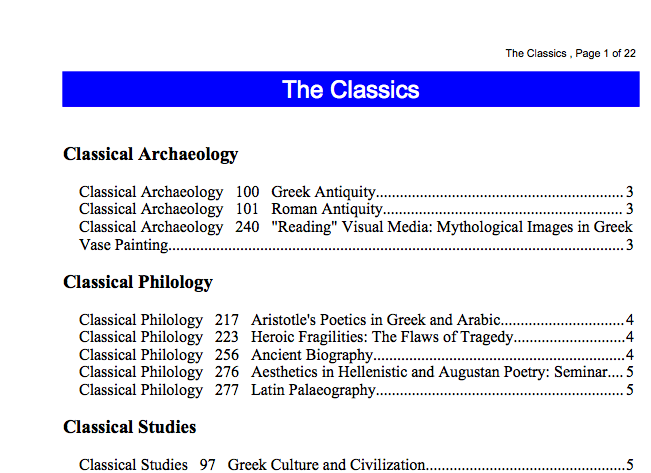 The Classics , Page 1 of 22
The Classics
Classical Archaeology
Classical Archaeology 100 Greek Antiquity............................................................... 3
Classical Archaeology 101 Roman Antiquity............................................................. 3
Classical Archaeology 240 "Reading" Visual Media: Mythological Images in Greek
Vase Painting.................................................................................................................. 3
Classical Philology
Classical Philology 217 Aristotle's Poetics in Greek and Arabic...............................4
Classical Philology 223 Heroic Fragilities: The Flaws of Tragedy............................4
Classical Philology 256 Ancient Biography...............................................................4
Classical Philology 276 Aesthetics in Hellenistic and Augustan Poetry: Seminar.... 5
Classical Philology 277 Latin Palaeography..............................................................5
Classical Studies
Classical Studies 97 Greek Culture and Civilization..................................................5